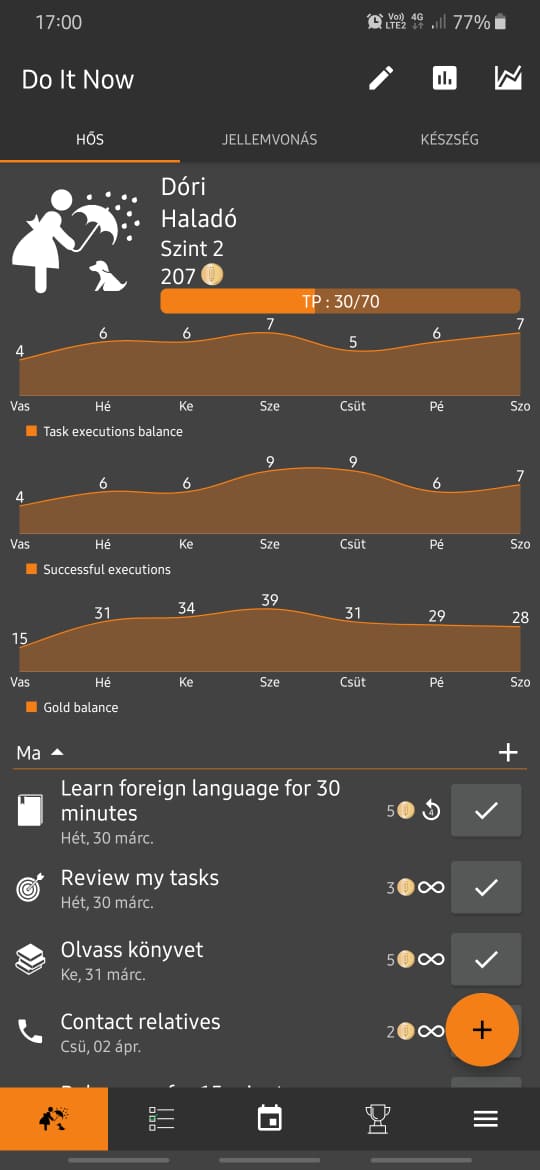 17:00
Vo)) LTE2 4G 77%
Do It Now
HŐS JELLEMVONÁS KÉSZSÉG
Dóri
Haladó
Szint 2
207
TP : 30/70
4 6 6 7 5 6 7
Vas Hé Ke Sze Csüt Pé Szo
Task executions balance
4 6 6 9 9 6 7
Vas Hé Ke Sze Csüt Pé Szo
Successful executions
15 31 34 39 31 29 28
Vas Hé Ke Sze Csüt Pé Szo
Gold balance
Ma
Learn foreign language for 30
minutes
5 4
Hét, 30 márc.
Review my tasks
3
Hét, 30 márc.
Olvass könyvet
5
Ke, 31 márc.
Contact relatives
2
Csü, 02 ápr.